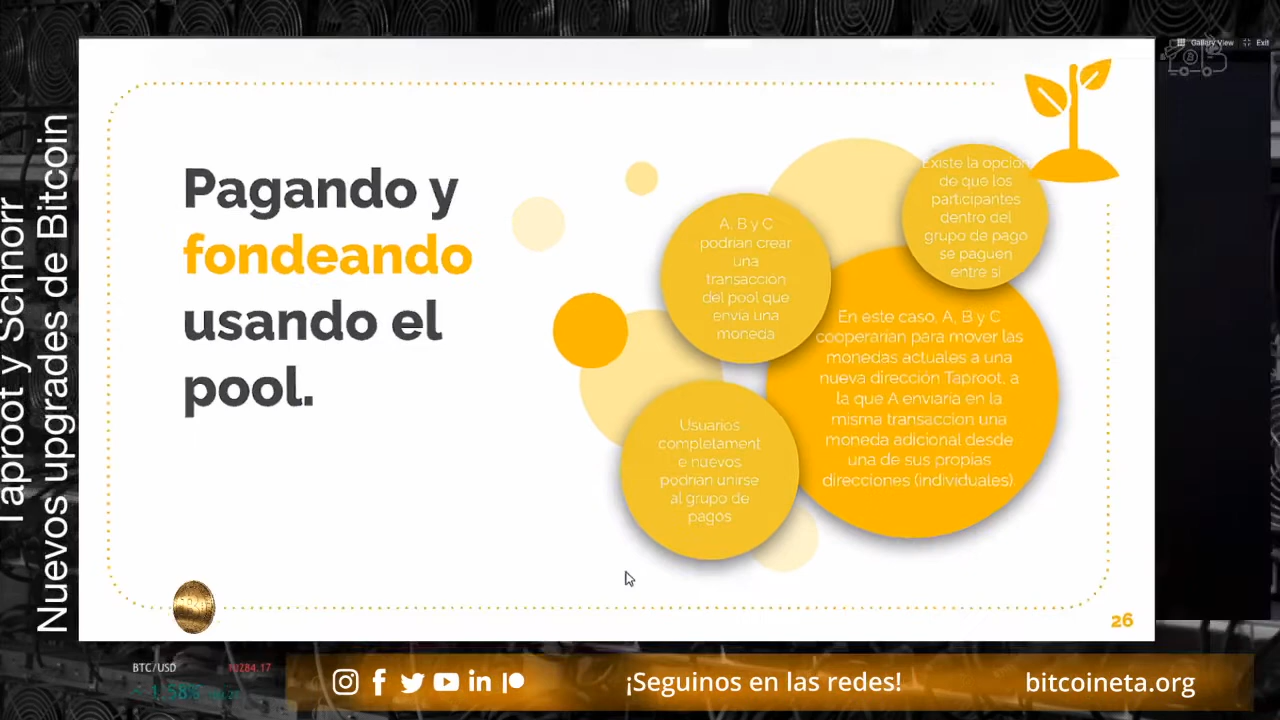 Taproot y Schnorr
Nuevos upgrades de Bitcoin
Gallery View
Exit
Pagando y
fondeando
usando el
pool.
A, B y C
podrían crear
una
transacción
del pool que
envía una
moneda
Existe la opción
de que los
participantes
dentro del
grupo de pago
se paguen
entre sí
En este caso, A, B y C
cooperarían para mover las
monedas actuales a una
nueva dirección Taproot, a
la que A enviaría en la
misma transaccion una
moneda adicional desde
una de sus propias
direcciones (individuales)
Usuarios
completament
e nuevos
podrían unirse
al grupo de
pagos
26
BTC/USD
¡Seguinos en las redes!
bitcoineta.org